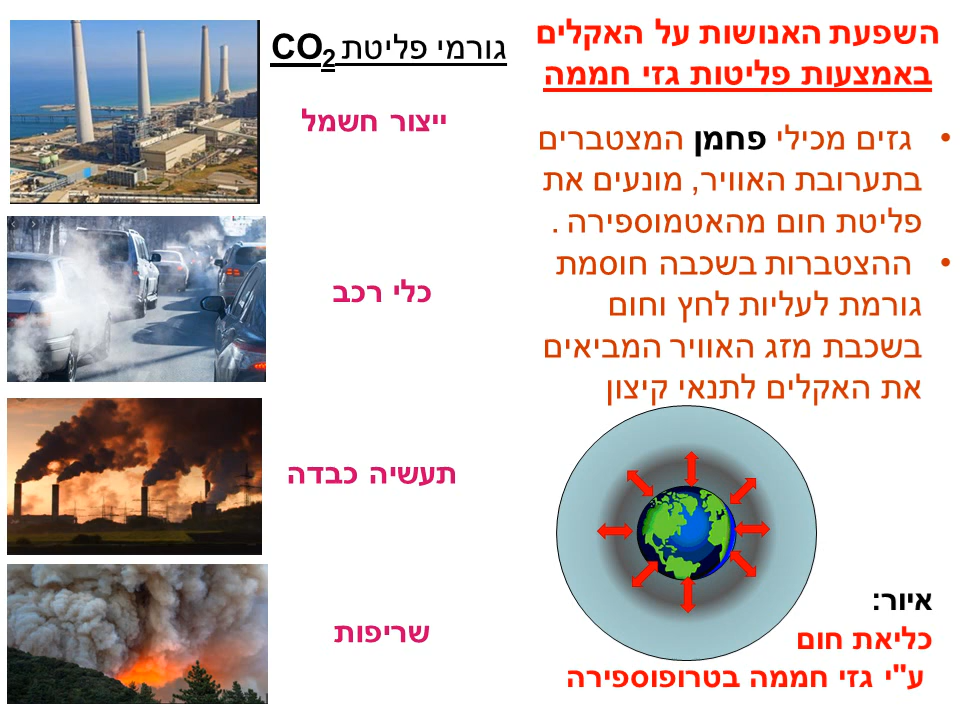 השפעת האנושות על האקלים
באמצעות פליטות גזי חממה
• גזים מכילי פחמן המצטברים
בתערובת האוויר, מונעים את
פליטת חום מהאטמוספירה .
• ההצטברות בשכבה חוסמת
גורמת לעליות לחץ וחום
בשכבת מזג האוויר המביאים
את האקלים לתנאי קיצון
איור:
כליאת חום
ע"י גזי חממה בטרופוספירה
גורמי פליטת CO2
ייצור חשמל
כלי רכב
תעשיה כבדה
שריפות